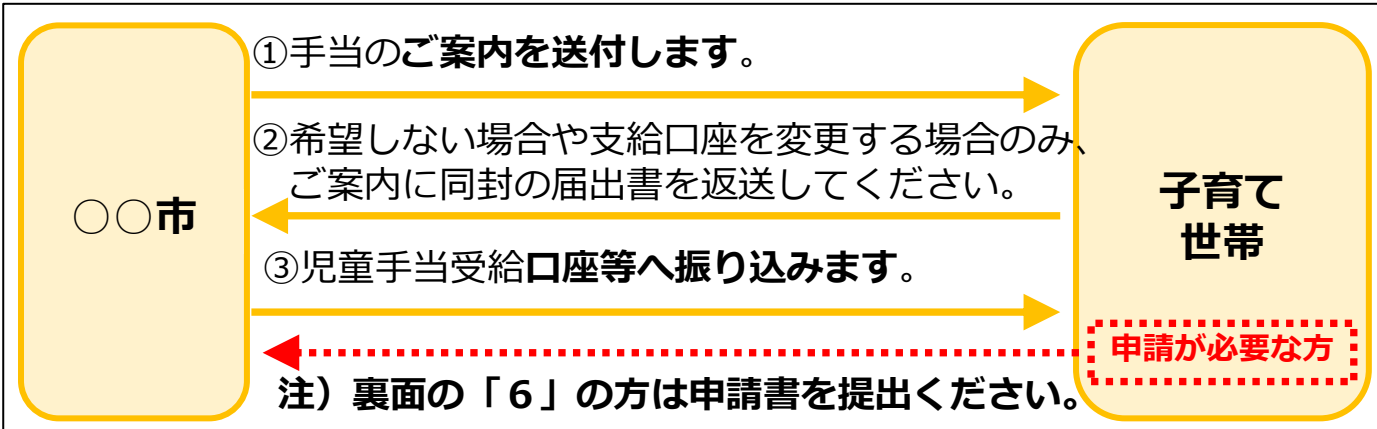 ○○市
①手当のご案内を送付します。
②希望しない場合や支給口座を変更する場合のみ、
ご案内に同封の届出書を返送してください。
③児童手当受給口座等へ振り込みます。
注）裏面の「６」の方は申請書を提出ください。
子育て
世帯
申請が必要な方